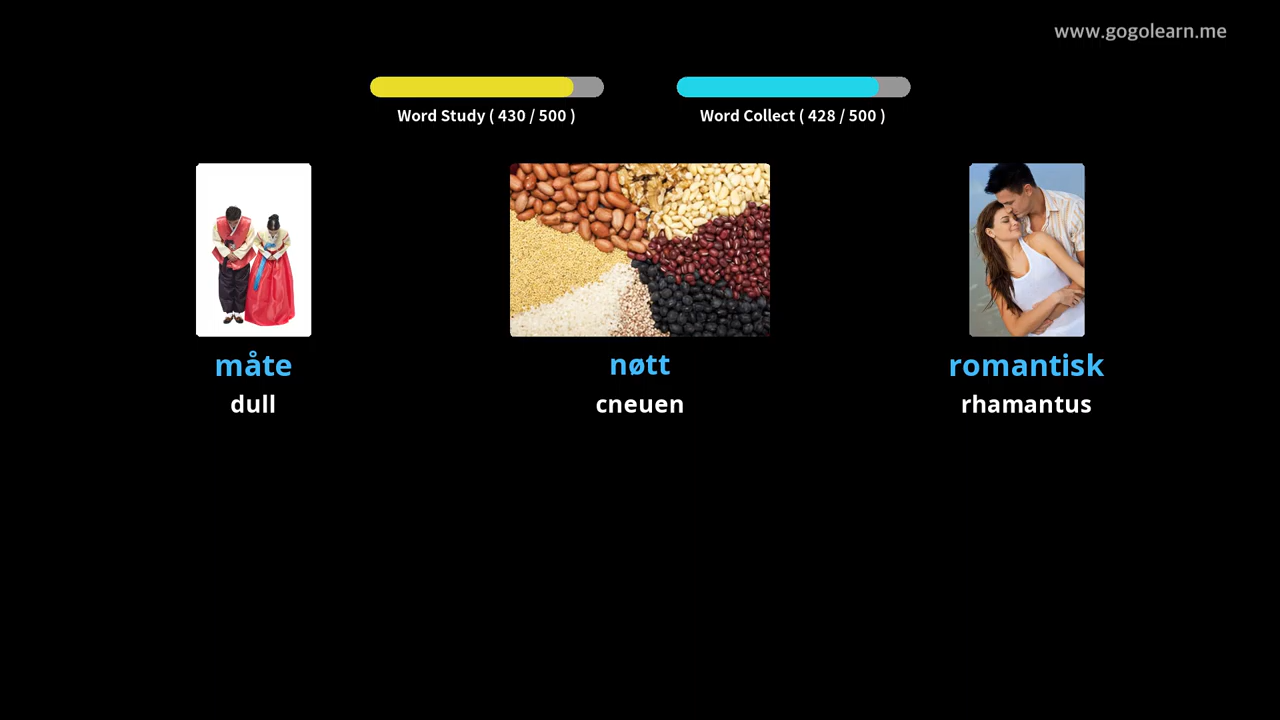 www.gogolearn.me
Word Study ( 430 / 500 )
Word Collect ( 428 / 500 )
måte
nøtt
romantisk
dull
cneuen
rhamantus